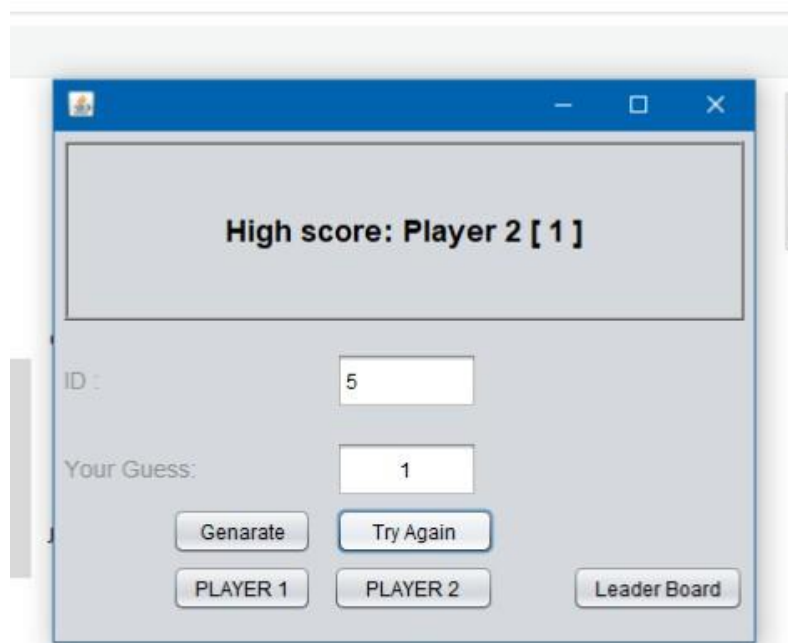 High score: Player 2 [ 1 ]
ID : 5
Your Guess: 1
Genarate Try Again
PLAYER 1 PLAYER 2 Leader Board